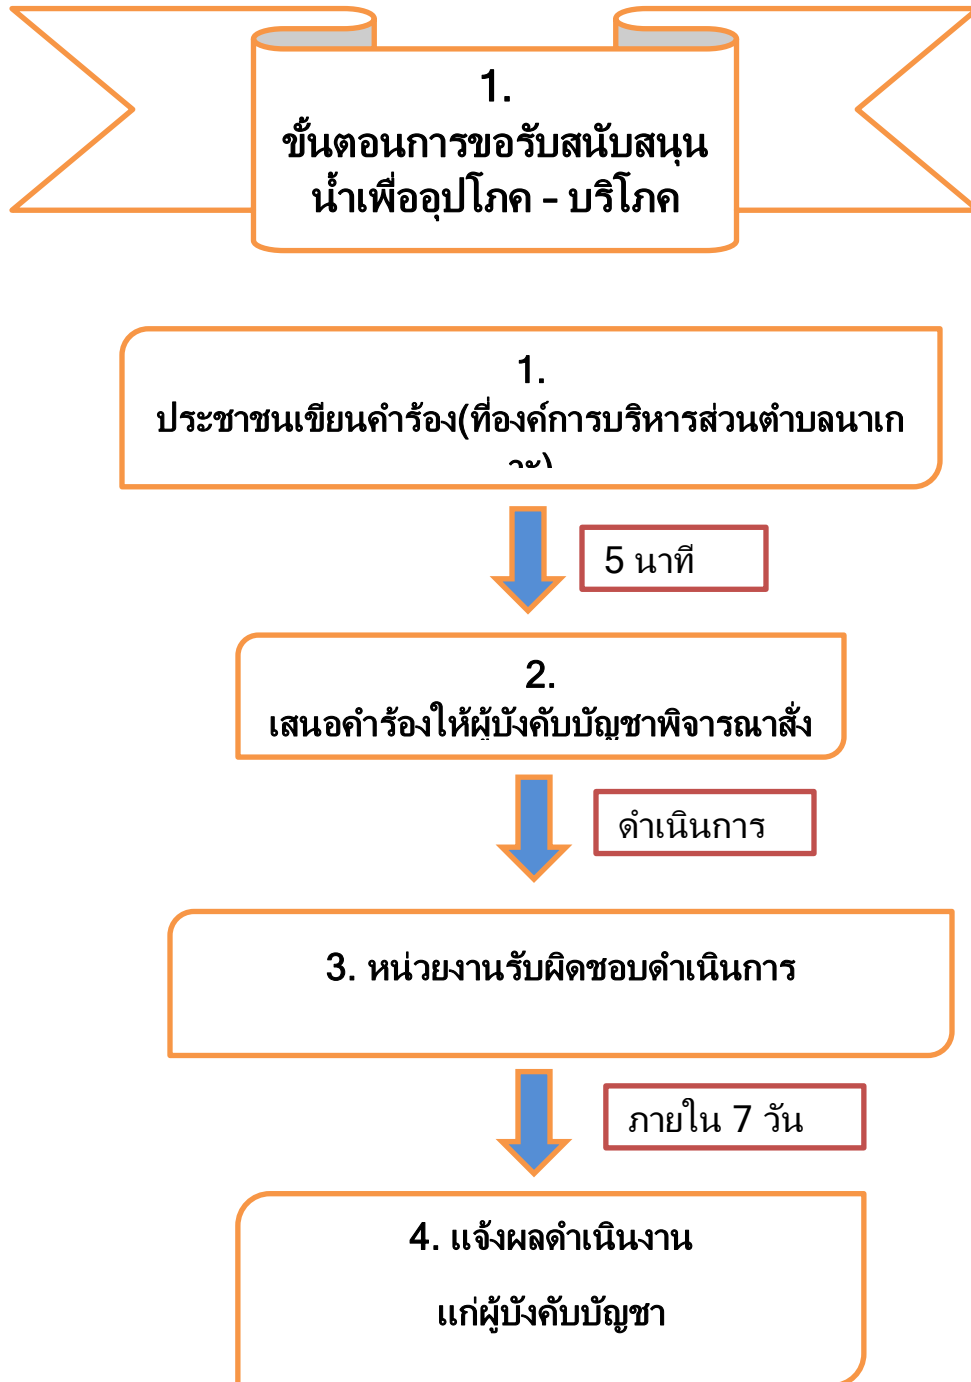 1.
ขั้นตอนการขอรับสนับสนุน
น้ำเพื่ออุปโภค - บริโภค
1.
ประชาชนเขียนคำร้อง(ที่องค์การบริหารส่วนตำบลนาเก
5 นาที
2.
เสนอคำร้องให้ผู้บังคับบัญชาพิจารณาสั่ง
ดำเนินการ
3. หน่วยงานรับผิดชอบดำเนินการ
ภายใน 7 วัน
4. แจ้งผลดำเนินงาน
แก่ผู้บังคับบัญชา